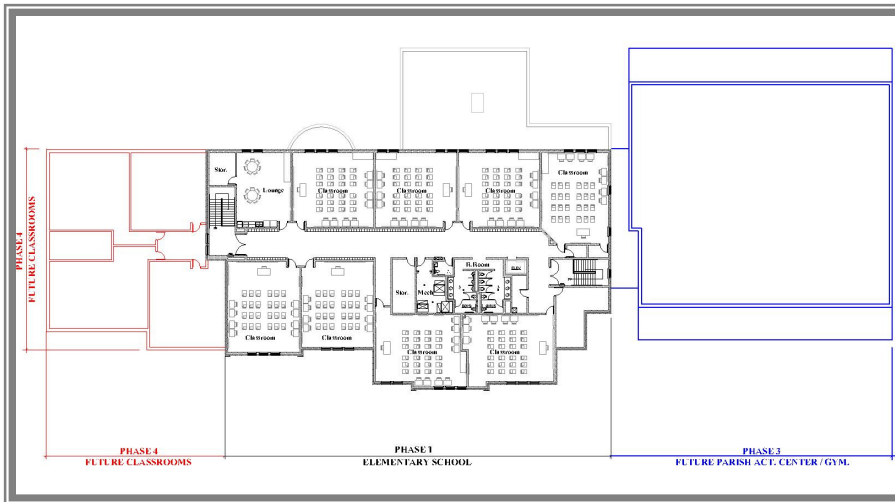 Stor.
Lounge
Classroom
Classroom
Classroom
Classroom
PHASE 4
FUTURE CLASSROOMS
R.Room
Stor.
Mech
Classroom
Classroom
Classroom
Classroom
PHASE 4
FUTURE CLASSROOMS
PHASE 1
ELEMENTARY SCHOOL
PHASE 3
FUTURE PARISH ACT. CENTER / GYM.